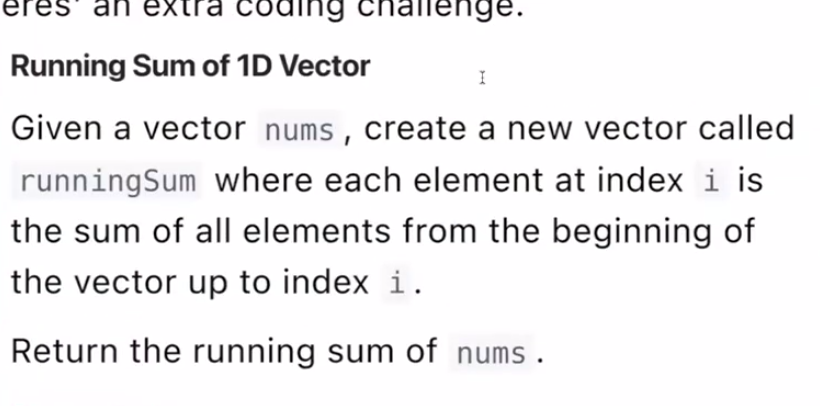 eres' an extra coding challenge.
Running Sum of 1D Vector
Given a vector nums, create a new vector called
runningSum where each element at index i is
the sum of all elements from the beginning of
the vector up to index i.
Return the running sum of nums.